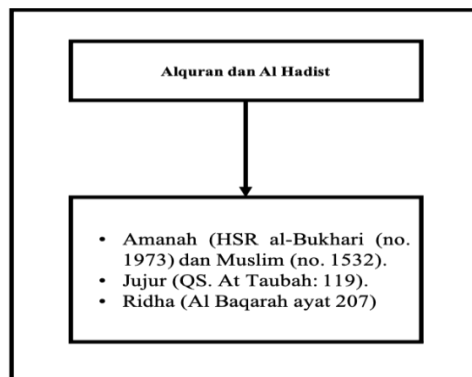 Alquran dan Al Hadist
• Amanah (HSR al-Bukhari (no.
1973) dan Muslim (no. 1532).
• Jujur (QS. At Taubah: 119).
• Ridha (Al Baqarah ayat 207)